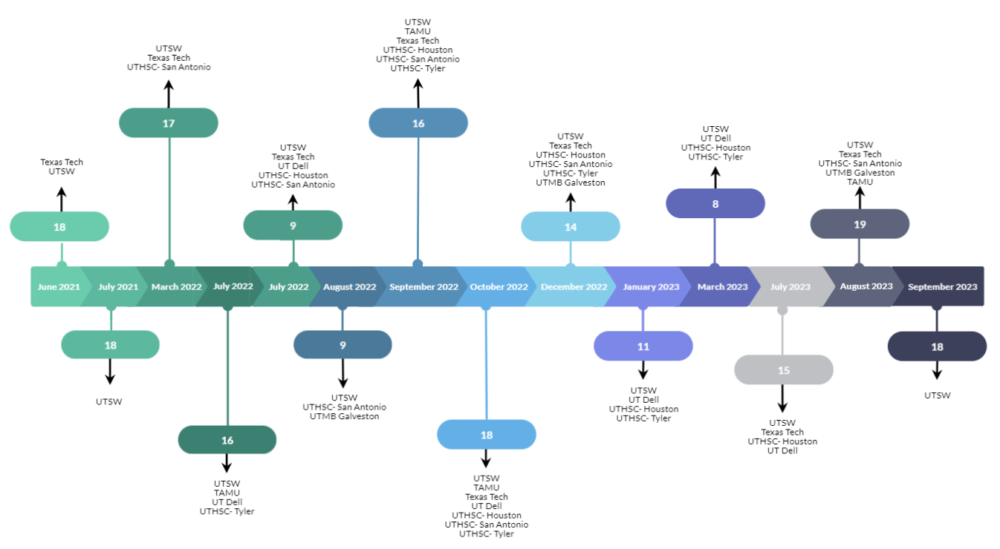 UTSW
TAMU
Texas Tech
UTHSC- Houston
UTHSC- San Antonio
UTHSC- Tyler
16
UTSW
Texas Tech
UTHSC- San Antonio
17
UTSW
Texas Tech
UT Dell
UTHSC- Houston
UTHSC- San Antonio
9
Texas Tech
UTSW
18
UTSW
Texas Tech
UTHSC- Houston
UTHSC- San Antonio
UTHSC- Tyler
UTMB Galveston
14
UTSW
UT Dell
UTHSC- Houston
UTHSC- Tyler
8
UTSW
Texas Tech
UTHSC- San Antonio
UTMB Galveston
TAMU
19
June 2021
July 2021
March 2022
July 2022
July 2022
August 2022
September 2022
October 2022
December 2022
January 2023
March 2023
July 2023
August 2023
September 2023
18
UTSW
16
UTSW
TAMU
UT Dell
UTHSC- Tyler
9
UTSW
UTHSC- San Antonio
UTMB Galveston
18
UTSW
TAMU
Texas Tech
UT Dell
UTHSC- Houston
UTHSC- San Antonio
UTHSC- Tyler
11
UTSW
UT Dell
UTHSC- Houston
UTHSC- Tyler
15
UTSW
Texas Tech
UTHSC- Houston
UT Dell
18
UTSW